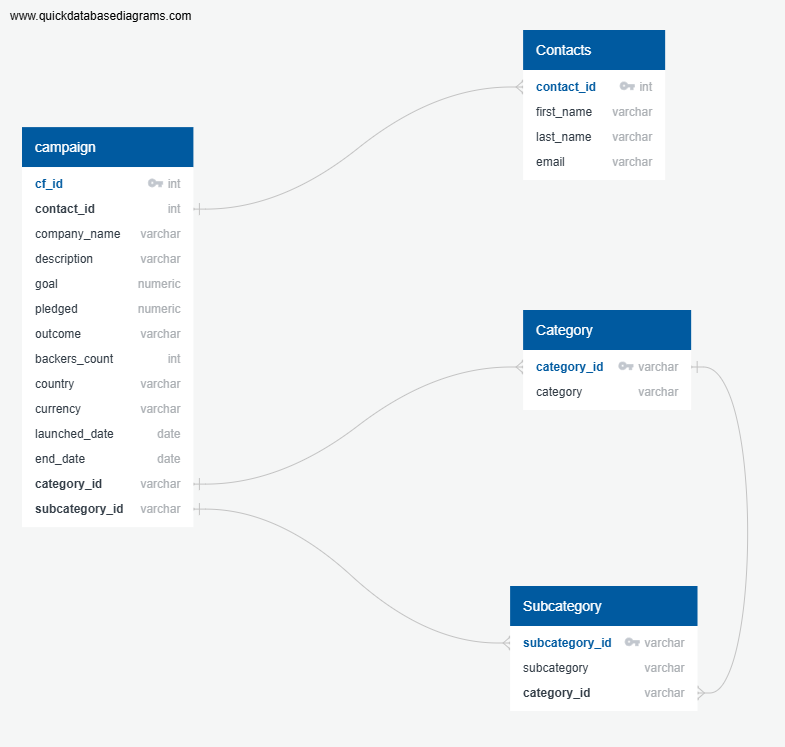 www.quickdatabasediagrams.com
Contacts
contact_id int
first_name varchar
last_name varchar
email varchar
campaign
cf_id int
contact_id int
company_name varchar
description varchar
goal numeric
pledged numeric
outcome varchar
backers_count int
country varchar
currency varchar
launched_date date
end_date date
category_id varchar
subcategory_id varchar
Category
category_id varchar
category varchar
Subcategory
subcategory_id varchar
subcategory varchar
category_id varchar